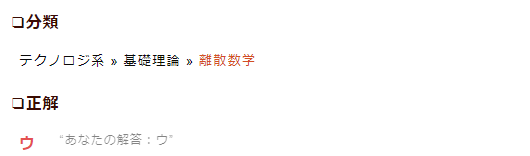 ❏分類
テクノロジ系 » 基礎理論 » 離散数学
❏正解
ウ “あなたの解答：ウ”